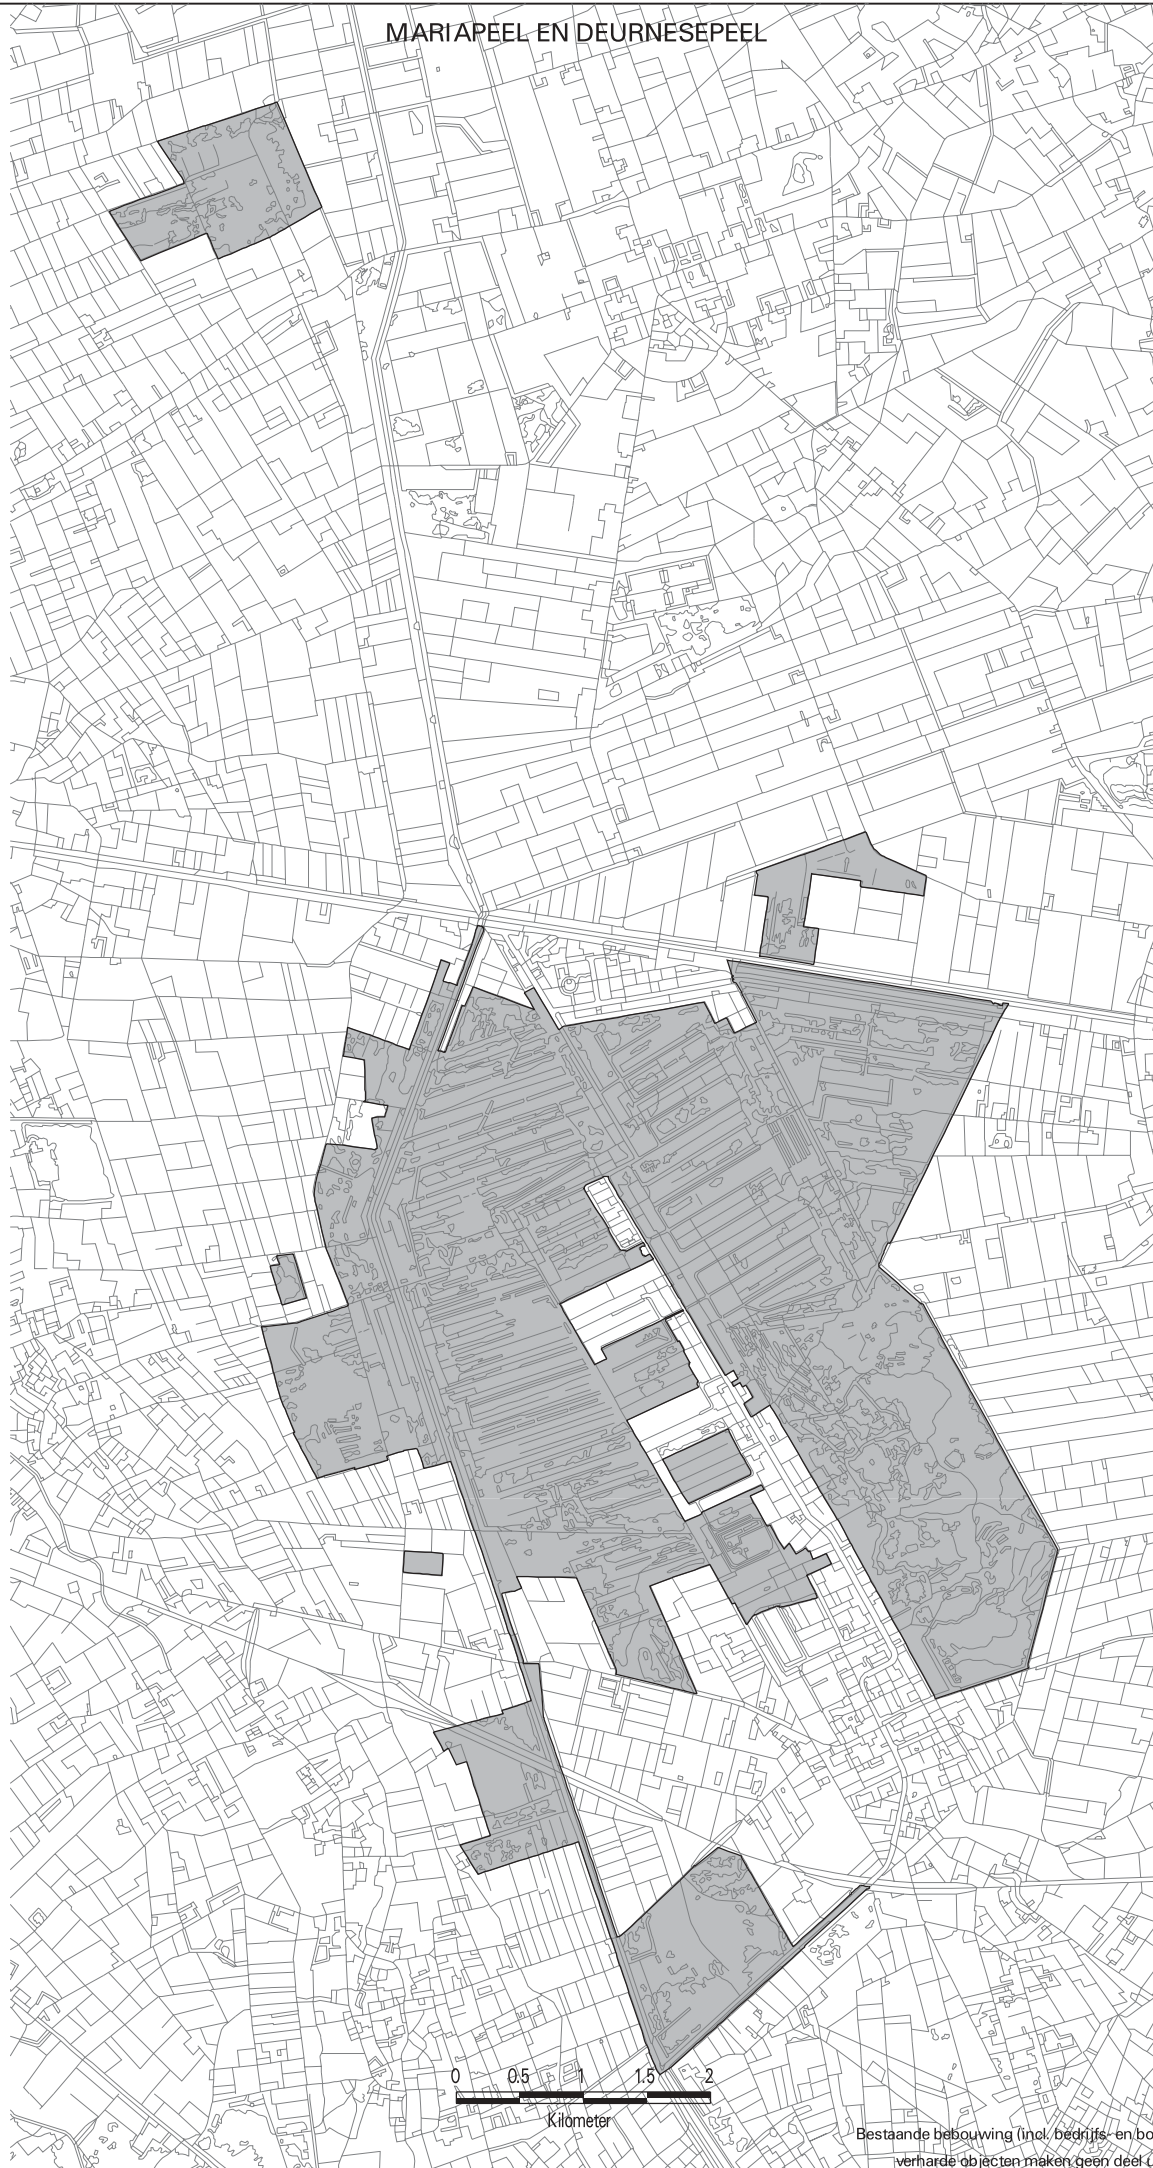 MARIAPEEL EN DEURNESEPEEL
0 0.5 1 1.5 2
Kilometer
Bestaande bebouwing (incl. bedrijfs- en bo
verharde objecten maken geen deel u